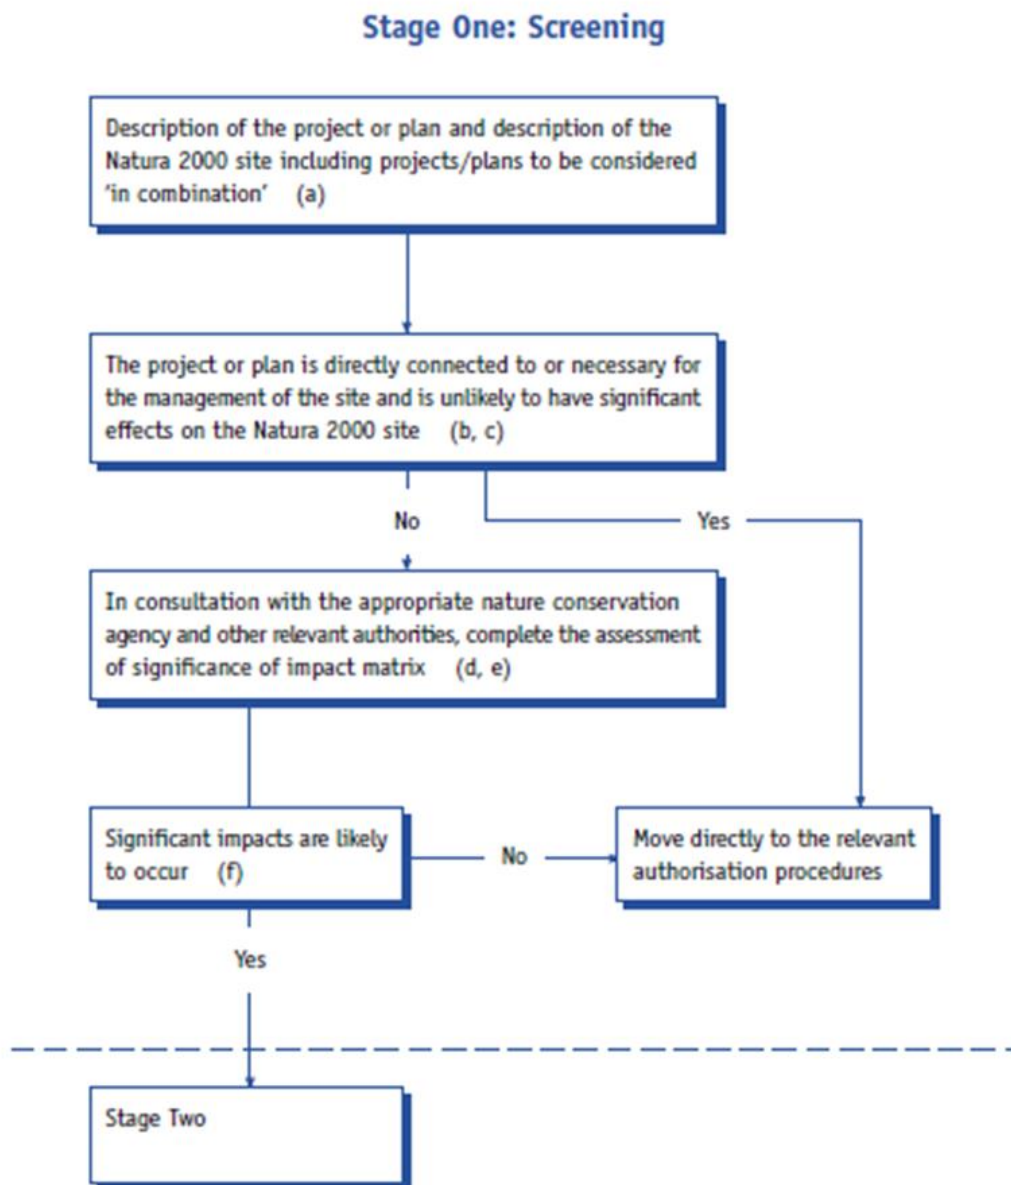 Stage One: Screening
Description of the project or plan and description of the
Natura 2000 site including projects/plans to be considered
'in combination' (a)
The project or plan is directly connected to or necessary for
the management of the site and is unlikely to have significant
effects on the Natura 2000 site (b, c)
No
Yes
In consultation with the appropriate nature conservation
agency and other relevant authorities, complete the assessment
of significance of impact matrix (d, e)
Significant impacts are likely
to occur (f)
No
Move directly to the relevant
authorisation procedures
Yes
Stage Two